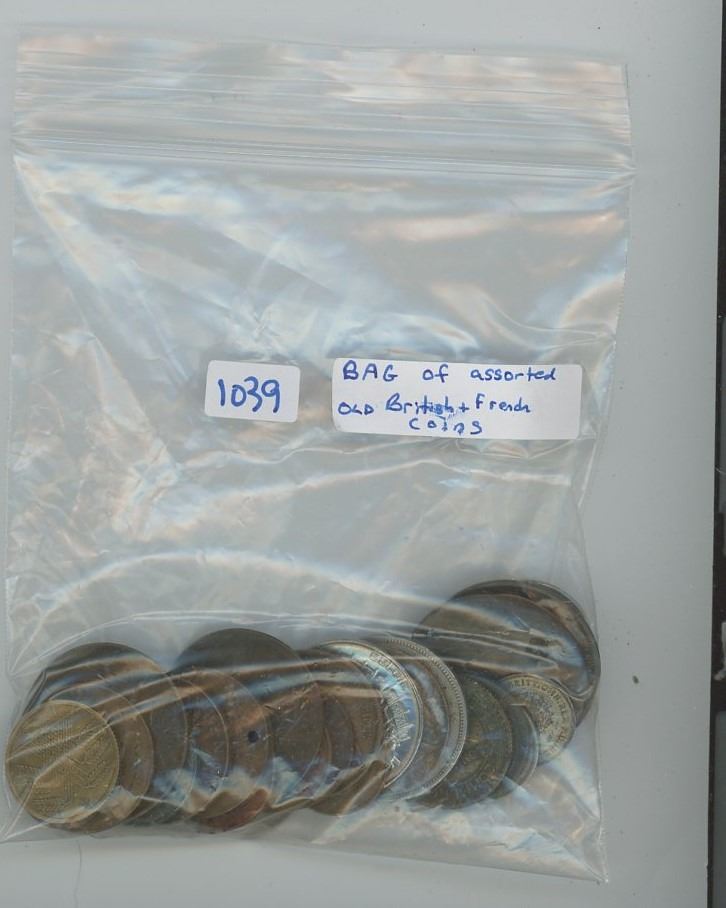 1039
BAG of assorted
OLD British + French
coins